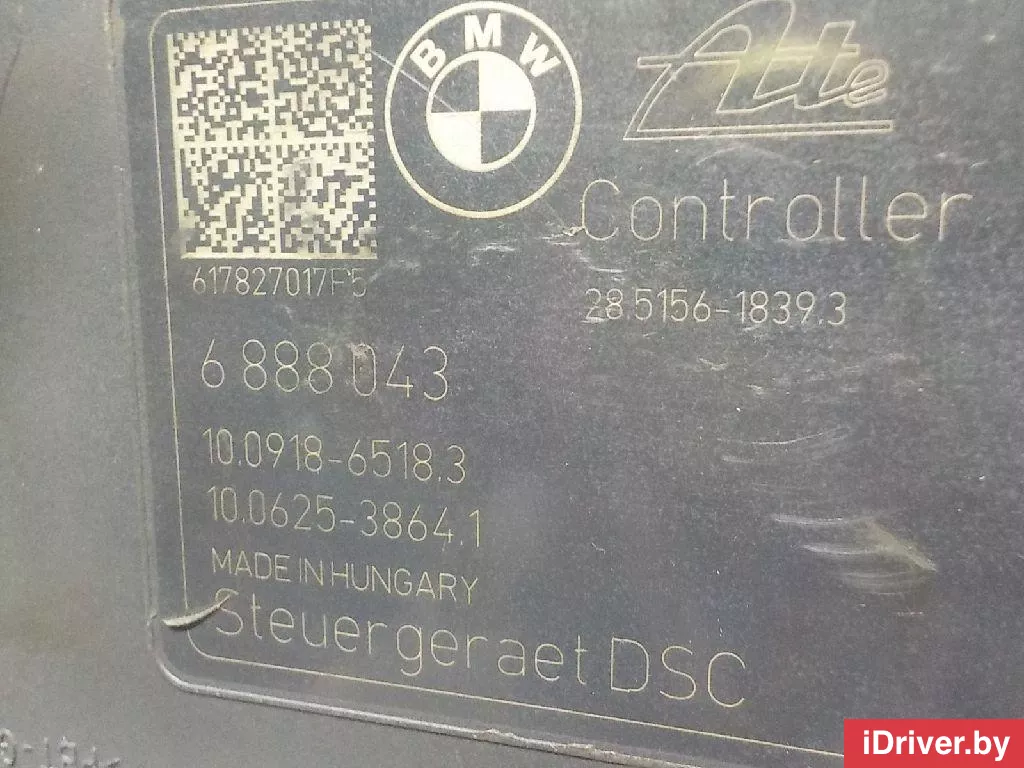 BMW
Ate
Controller
617827017F5
28.5156-1839.3
6 888 043
10.0918-6518.3
10.0625-3864.1
MADE IN HUNGARY
Steuergeraet DSC
iDriver.by